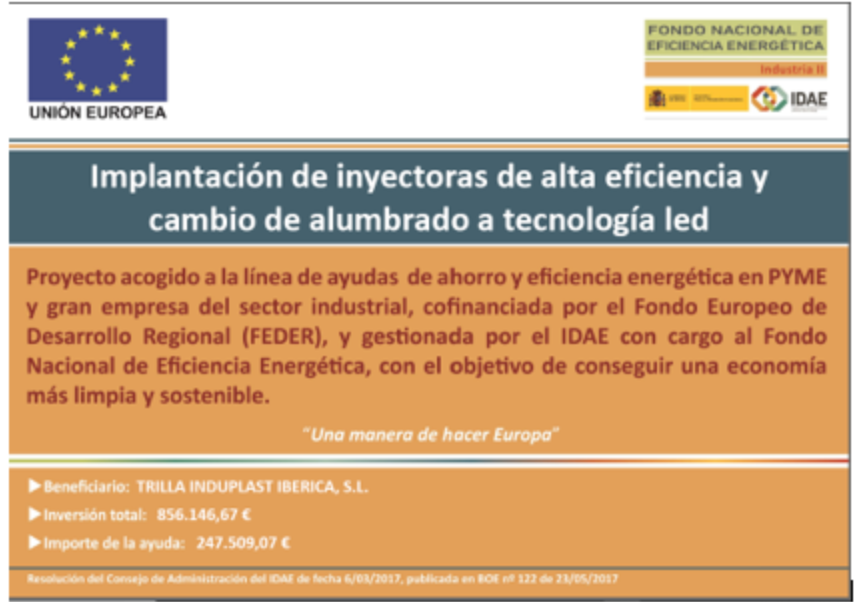 UNIÓN EUROPEA
FONDO NACIONAL DE
EFICIENCIA ENERGÉTICA
Industria II
IDAE
Implantación de inyectoras de alta eficiencia y
cambio de alumbrado a tecnología led
Proyecto acogido a la línea de ayudas de ahorro y eficiencia energética en PYME
y gran empresa del sector industrial, cofinanciada por el Fondo Europeo de
Desarrollo Regional (FEDER), y gestionada por el IDAE con cargo al Fondo
Nacional de Eficiencia Energética, con el objetivo de conseguir una economía
más limpia y sostenible.
"Una manera de hacer Europa"
Beneficiario: TRILLA INDUPLAST IBERICA, S.L.
Inversión total: 856.146,67 €
Importe de la ayuda: 247.509,07 €
Resolución del Consejo de Administración del IDAE de fecha 6/03/2017, publicada en BOE nº 122 de 23/05/2017